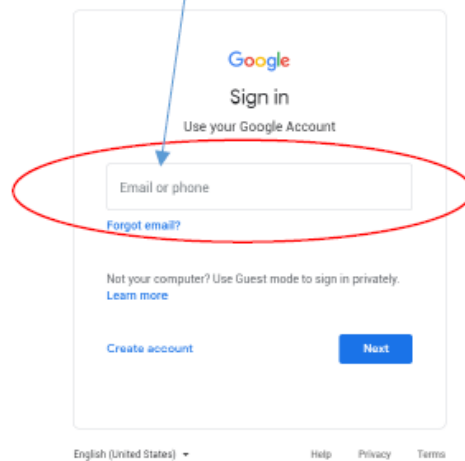 Google
Sign in
Use your Google Account
Email or phone
Forgot email?
Not your computer? Use Guest mode to sign in privately.
Learn more
Create account
Next
English (United States)
Help Privacy Terms